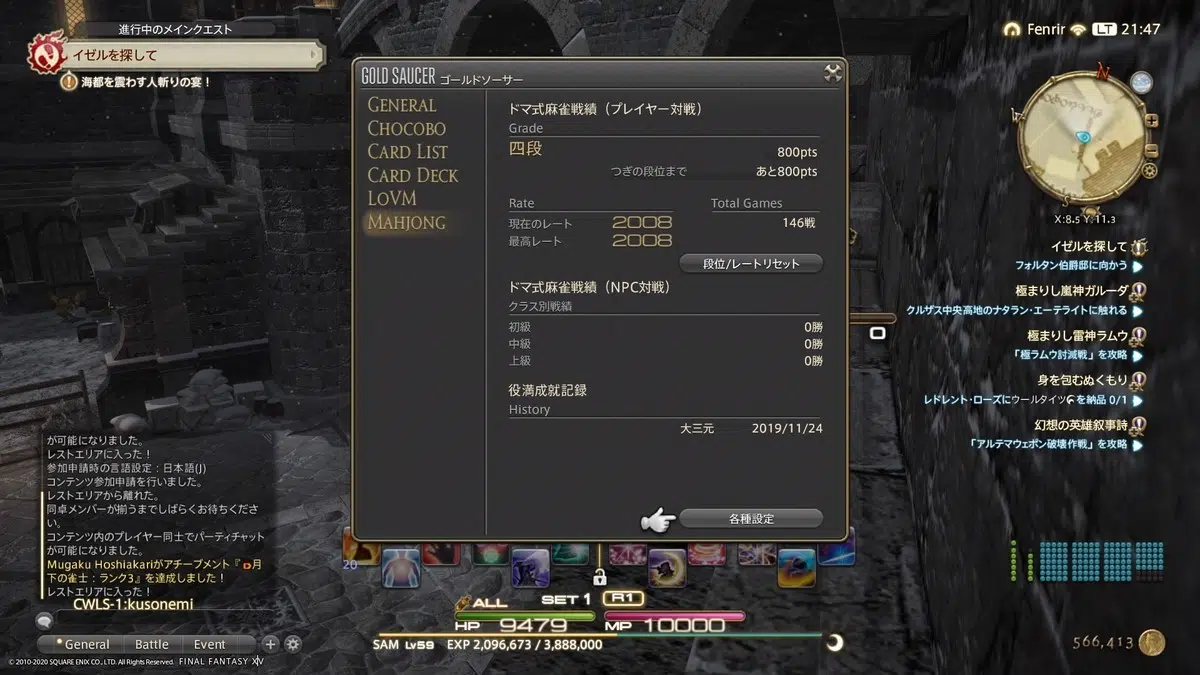 進行中のメインクエスト
イゼルを探して
海都を震わす人斬りの宴！
Fenrir LT 21:47
N
W
S
X:8.5 Y:11.3
イゼルを探して
フォルタン伯爵邸に向かう
極まりし嵐神ガルーダ
クルザス中央高地のナタラン・エーテライトに触れる
極まりし雷神ラムウ
「極ラムウ討滅戦」を攻略
身を包むぬくもり
レドレント・ローズにウールタイツを納品 0/1
幻想の英雄叙事詩
「アルテマウェポン破壊作戦」を攻略
GOLD SAUCER ゴールドソーサー
GENERAL
CHOCOBO
CARD LIST
CARD DECK
LOVM
MAHJONG
ドマ式麻雀戦績（プレイヤー対戦）
Grade
四段 800pts
つぎの段位まで あと800pts
Rate Total Games
現在のレート 2008 146戦
最高レート 2008
段位/レートリセット
ドマ式麻雀戦績（NPC対戦）
クラス別戦績
初級 0勝
中級 0勝
上級 0勝
役満成就記録
History
大三元 2019/11/24
各種設定
が可能になりました。
レストエリアに入った！
参加申請時の言語設定：日本語(J)
コンテンツ参加申請を行いました。
レストエリアから離れた。
同卓メンバーが揃うまでしばらくお待ちくださ
い。
コンテンツ内のプレイヤー同士でパーティチャット
が可能になりました。
Mugaku Hoshiakariがアチーブメント『月
下の雀士：ランク3』を達成しました！
レストエリアに入った！
CWLS-1:kusonemi
General Battle Event
20
ALL SET 1 R1
HP 9479 MP 10000
SAM Lv59 EXP 2,096,673 / 3,888,000
566,413
© 2010-2020 SQUARE ENIX CO., LTD. All Rights Reserved. FINAL FANTASY XIV